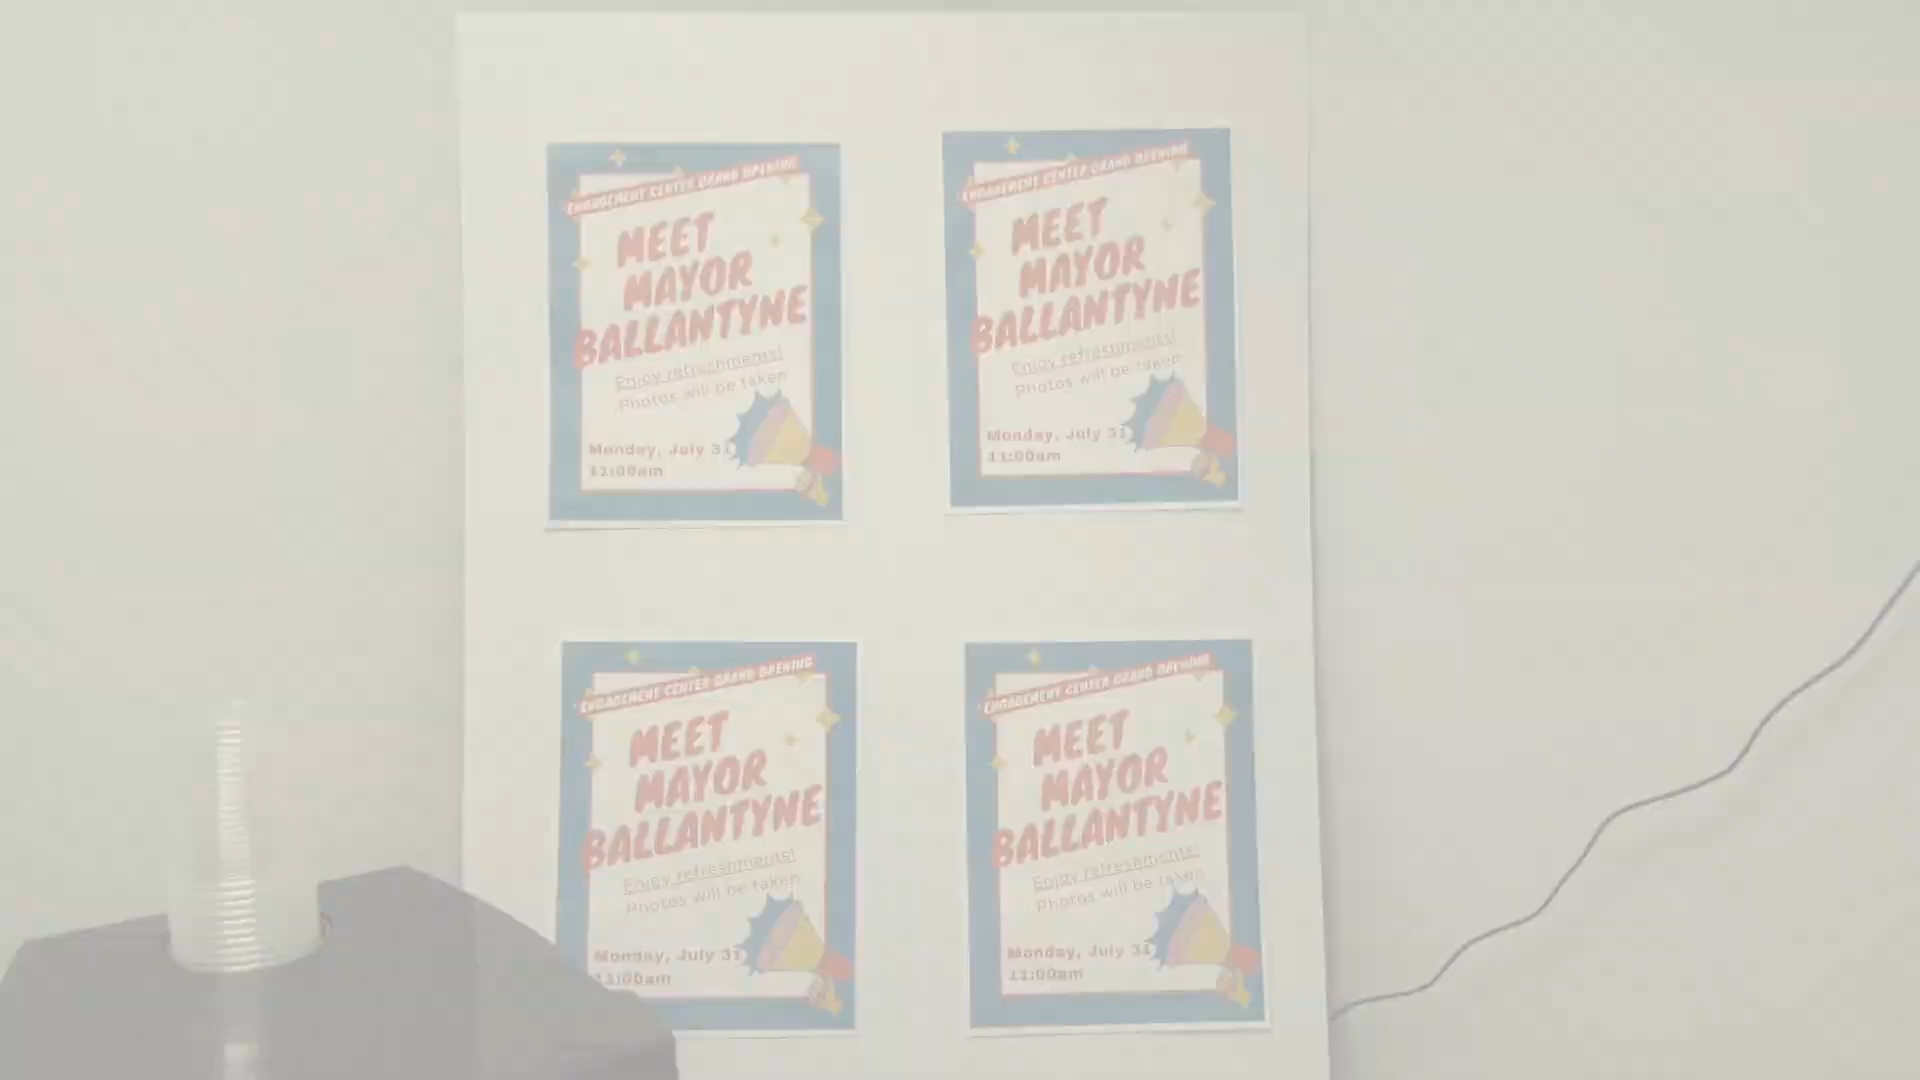 ENGAGEMENT CENTER GRAND OPENING
MEET
MAYOR
BALLANTYNE
Enjoy refreshments!
Photos will be taken
Monday, July 31
11:00am
ENGAGEMENT CENTER GRAND OPENING
MEET
MAYOR
BALLANTYNE
Enjoy refreshments!
Photos will be taken
Monday, July 31
11:00am
ENGAGEMENT CENTER GRAND OPENING
MEET
MAYOR
BALLANTYNE
Enjoy refreshments!
Photos will be taken
Monday, July 31
11:00am
ENGAGEMENT CENTER GRAND OPENING
MEET
MAYOR
BALLANTYNE
Enjoy refreshments!
Photos will be taken
Monday, July 31
11:00am